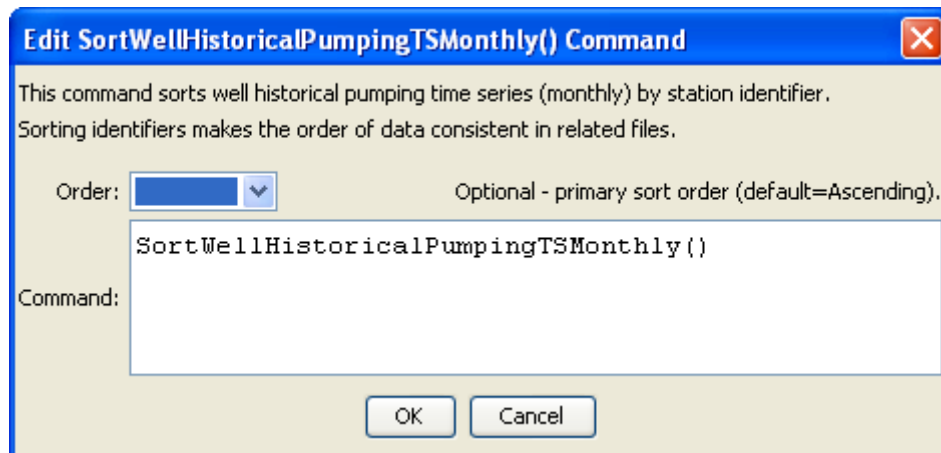 Edit SortWellHistoricalPumpingTSMonthly() Command
This command sorts well historical pumping time series (monthly) by station identifier.
Sorting identifiers makes the order of data consistent in related files.
Order: Optional - primary sort order (default=Ascending).
Command: SortWellHistoricalPumpingTSMonthly()
OK Cancel